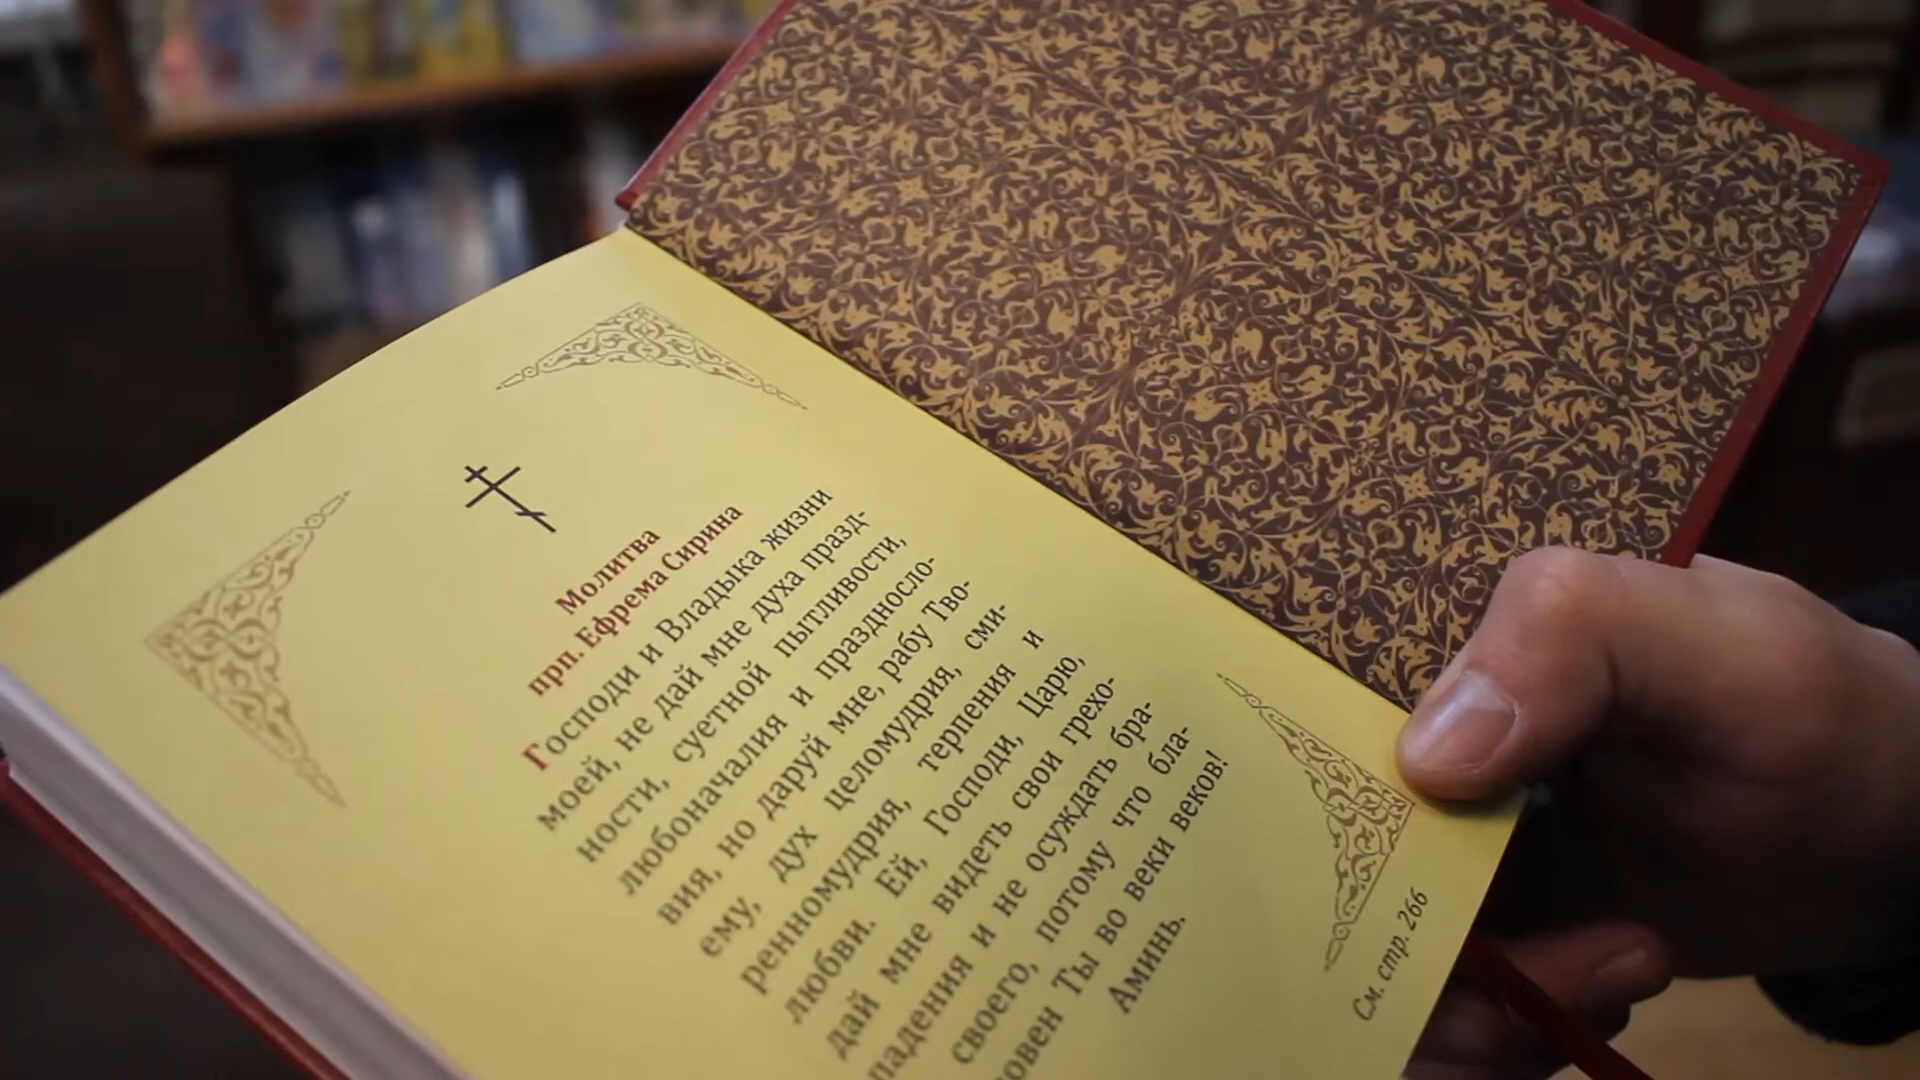 Молитва
прп. Ефрема Сирина
Господи и Владыка жизни
моей, не дай мне духа празд-
ности, суетной пытливости,
любоначалия и празднословия
вия, но даруй мне, рабу Тво-
ему, дух целомудрия, сми-
ренномудрия, терпения и
любви. Ей, Господи, Царю,
дай мне видеть свои грехо-
падения и не осуждать бра-
своего, потому что бла-
овен Ты во веки веков!
Аминь.
См. стр. 266